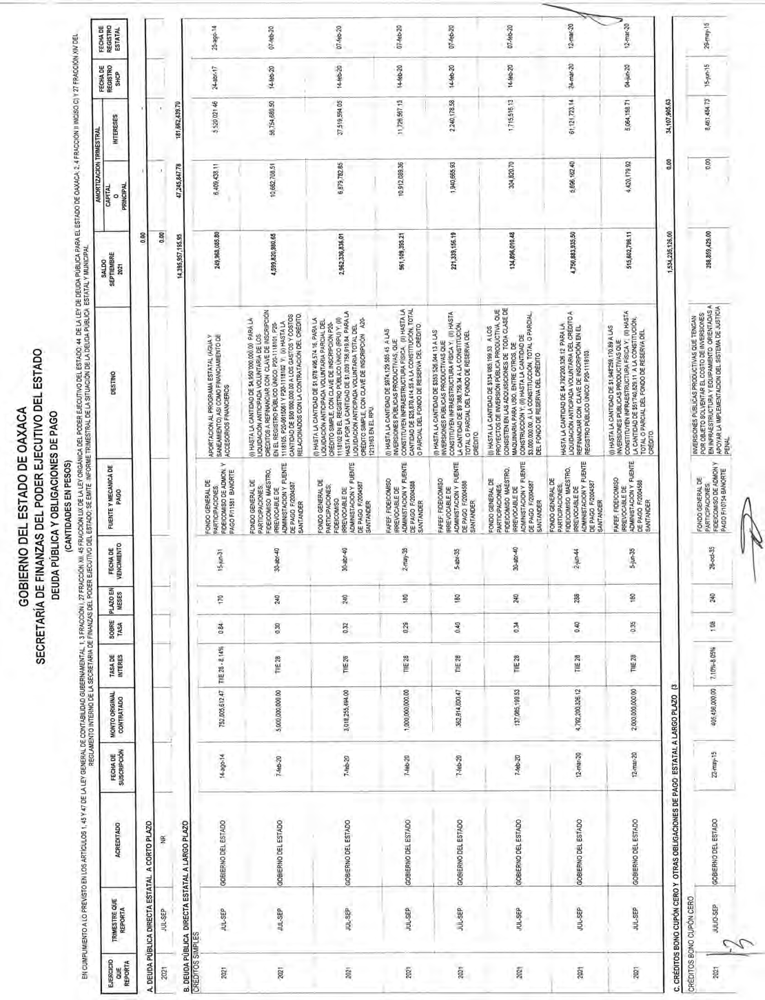 GOBIERNO DEL ESTADO DE OAXACA
SECRETARÍA DE FINANZAS DEL PODER EJECUTIVO DEL ESTADO
DEUDA PÚBLICA Y OBLIGACIONES DE PAGO
(CANTIDADES EN PESOS)
EN CUMPLIMIENTO A LO PREVISTO EN LOS ARTÍCULOS 1, 45 Y 47 DE LA LEY GENERAL DE CONTABILIDAD GUBERNAMENTAL, 1, 3 FRACCIÓN I, 27 FRACCIÓN XII, 45 FRACCIÓN LIX DE LA LEY ORGÁNICA DEL PODER EJECUTIVO DEL ESTADO 44 DE LA LEY DE DEUDA PÚBLICA PARA EL ESTADO DE OAXACA; 2, 4 FRACCIÓN II INCISO C) Y 27 FRACCIÓN XIV DEL
REGLAMENTO INTERNO DE LA SECRETARÍA DE FINANZAS DEL PODER EJECUTIVO DEL ESTADO; SE EMITE INFORME TRIMESTRAL DE LA SITUACIÓN DE LA DEUDA PÚBLICA ESTATAL Y MUNICIPAL
EJERCICIO QUE REPORTA TRIMESTRE QUE REPORTA ACREDITADO FECHA DE SUSCRIPCIÓN MONTO ORIGINAL CONTRATADO TASA DE INTERES SOBRE TASA PLAZO EN MESES FECHA DE VENCIMIENTO FUENTE Y MECANICA DE PAGO DESTINO SALDO SEPTIEMBRE 2021 AMORTIZACION TRIMESTRAL CAPITAL O PRINCIPAL INTERESES FECHA DE REGISTRO SHCP FECHA DE REGISTRO ESTATAL
A. DEUDA PÚBLICA DIRECTA ESTATAL A CORTO PLAZO 0.00 - -
2021 JUL-SEP NR 0.00 - -
B. DEUDA PÚBLICA DIRECTA ESTATAL A LARGO PLAZO 14,395,957,195.95 47,245,847.78 181,662,439.70
CRÉDITOS SIMPLES
2021 JUL-SEP GOBIERNO DEL ESTADO 14-ago-14 752,005,612.47 TIIE 28 - 8.14% 0.84 170 15-jun-31
FONDO GENERAL DE
PARTICIPACIONES;
FIDEICOMISO DE ADMON. Y
PAGO F/11581 BANORTE
APORTACION AL PROGRAMA ESTATAL (AGUA Y
SANEAMIENTO) ASI COMO FINANCIAMIENTO DE
ACCESORIOS FINANCIEROS
249,968,085.80 6,409,438.11 5,520,021.46 24-abr-17 25-ago-14
2021 JUL-SEP GOBIERNO DEL ESTADO 7-feb-20 5,000,000,000.00 TIIE 28 0.30 240 30-abr-40
FONDO GENERAL DE
PARTICIPACIONES;
FIDEICOMISO MAESTRO,
IRREVOCABLE DE
ADMINISTACION Y FUENTE
DE PAGO F/2004587
SANTANDER
(I) HASTA LA CANTIDAD DE $4,950'000,000.00 PARA LA
LIQUIDACIÓN ANTICIPADA VOLUNTARIA DE LOS
CRÉDITOS A REFINANCIAR CON CLAVE DE INSCRIPCIÓN
EN EL REGISTRO PÚBLICO ÚNICO: P20-1118101, P20-
1118105, P20-0615061 Y P20-1118102 Y; (ii) HASTA LA
CANTIDAD DE $50'000,000.00 A LOS GASTOS Y COSTOS
RELACIONADOS CON LA CONTRATACIÓN DEL CRÉDITO.
4,599,820,980.65 10,682,708.51 56,754,680.50 14-feb-20 07-feb-20
2021 JUL-SEP GOBIERNO DEL ESTADO 7-feb-20 3,018,255,494.00 TIIE 28 0.32 240 30-abr-40
FONDO GENERAL DE
PARTICIPACIONES;
FIDEICOMISO
IRREVOCABLE DE
ADMINISTACION Y FUENTE
DE PAGO F/2004587
SANTANDER
(I) HASTA LA CANTIDAD DE $1,978'496,574.16, PARA LA
LIQUIDACIÓN ANTICIPADA VOLUNTARIA PARCIAL DEL
CRÉDITO SIMPLE, CON CLAVE DE INSCRIPCIÓN P20-
1118102 EN EL REGISTRO PÚBLICO ÚNICO (RPU) Y; (II)
HASTA POR LA CANTIDAD DE $1,039'758,919.84, PARA LA
LIQUIDACIÓN ANTICIPADA VOLUNTARIA TOTAL DEL
CREDITO SIMPLE, CON CLAVE DE INSCRIPCION A20-
1213163 EN EL RPU.
2,962,336,836.01 6,879,782.85 37,519,594.05 14-feb-20 07-feb-20
2021 JUL-SEP GOBIERNO DEL ESTADO 7-feb-20 1,000,000,000.00 TIIE 28 0.29 180 2-may-35
FAFEF. FIDEICOMISO
IRREVOCABLE DE
ADMINISTACION Y FUENTE
DE PAGO F/2004588
SANTANDER
(I) HASTA LA CANTIDAD DE $974,129,585.45 A LAS
INVERSIONES PÚBLICAS PRODUCTIVAS, QUE
CONSTITUYEN INFRAESTRUCTURA FÍSICA. (II) HASTA LA
CANTIDAD DE $25,870,414.55 A LA CONSTITUCIÓN, TOTAL
O PARCIAL DEL FONDO DE RESERVA DEL CRÉDITO.
961,109,395.21 10,912,089.36 11,726,567.13 14-feb-20 07-feb-20
2021 JUL-SEP GOBIERNO DEL ESTADO 7-feb-20 362,914,800.47 TIIE 28 0.40 180 5-abr-35
FAFEF. FIDEICOMISO
IRREVOCABLE DE
ADMINISTACION Y FUENTE
DE PAGO F/2004588
SANTANDER
(I) HASTA LA CANTIDAD DE $353'526,044.13 A LAS
INVERSIONES PÚBLICAS PRODUCTIVAS QUE
CONSTITUYEN INFRAESTRUCTURA FÍSICA Y; (II) HASTA
LA CANTIDAD DE $9'388,756.34 A LA CONSTITUCIÓN,
TOTAL O PARCIAL DEL FONDO DE RESERVA DEL
CRÉDITO.
221,339,156.19 1,940,665.93 2,240,178.58 14-feb-20 07-feb-20
2021 JUL-SEP GOBIERNO DEL ESTADO 7-feb-20 137,085,199.53 TIIE 28 0.34 240 30-abr-40
FONDO GENERAL DE
PARTICIPACIONES;
FIDEICOMISO MAESTRO,
IRREVOCABLE DE
ADMINISTACION Y FUENTE
DE PAGO F/2004587
SANTANDER
(I) HASTA LA CANTIDAD DE $134'085,199.53 A LOS
PROYECTOS DE INVERSIÓN PÚBLICA PRODUCTIVA, QUE
CONSISTEN EN LAS ADQUISICIONES DE TODA CLASE DE
MAQUINARIA PARA USO, ENTRE OTROS, DE
CONSTRUCCIÓN Y; (II) HASTA LA CANTIDAD DE
$3,000,000.00, A LA CONSTITUCIÓN, TOTAL O PARCIAL,
DEL FONDO DE RESERVA DEL CRÉDITO
134,896,010.48 304,820.70 1,715,516.13 14-feb-20 07-feb-20
2021 JUL-SEP GOBIERNO DEL ESTADO 12-mar-20 4,792,200,326.12 TIIE 28 0.40 288 2-jun-44
FONDO GENERAL DE
PARTICIPACIONES;
FIDEICOMISO MAESTRO,
IRREVOCABLE DE
ADMINISTACION Y FUENTE
DE PAGO F/2004587
SANTANDER
HASTA LA CANTIDAD DE $4,792'200,326.12 PARA LA
LIQUIDACIÓN ANTICIPADA VOLUNTARIA DEL CRÉDITO A
REFINANCIAR CON CLAVE DE INSCRIPCIÓN EN EL
REGISTRO PÚBLICO ÚNICO P20-1118103.
4,750,883,935.50 5,696,162.40 61,121,723.14 24-mar-20 12-mar-20
2021 JUL-SEP GOBIERNO DEL ESTADO 12-mar-20 2,000,000,000.00 TIIE 28 0.35 180 5-jun-35
FAFEF. FIDEICOMISO
IRREVOCABLE DE
ADMINISTACION Y FUENTE
DE PAGO F/2004588
SANTANDER
(I) HASTA LA CANTIDAD DE $1,948'259,170.89 A LAS
INVERSIONES PÚBLICAS PRODUCTIVAS QUE
CONSTITUYEN INFRAESTRUCTURA FÍSICA Y; (II) HASTA
LA CANTIDAD DE $51'740,829.11 A LA CONSTITUCIÓN,
TOTAL O PARCIAL DEL FONDO DE RESERVA DEL
CRÉDITO.
515,602,796.11 4,420,179.92 5,064,158.71 04-jun-20 12-mar-20
C. CRÉDITOS BONO CUPÓN CERO Y OTRAS OBLIGACIONES DE PAGO ESTATAL A LARGO PLAZO (3 1,534,235,126.00 0.00 34,107,905.63
CRÉDITOS BONO CUPÓN CERO
2021 JULIO-SEP GOBIERNO DEL ESTADO 22-may-15 405,456,000.00 7.10%-8.05% 1.08 240 26-oct-35
FONDO GENERAL DE
PARTICIPACIONES;
FIDEICOMISO DE ADMON Y
PAGO F/10754 BANORTE
INVERSIONES PÚBLICAS PRODUCTIVAS QUE TENGAN
POR OBJETO SOLVENTAR EL COSTO DE INVERSIONES
EN INFRAESTRUCTURA Y EQUIPAMIENTO ORIENTADAS A
APOYAR LA IMPLEMENTACION DEL SISTEMA DE JUSTICIA
PENAL
398,859,429.00 0.00 8,461,484.73 15-jun-15 29-may-15